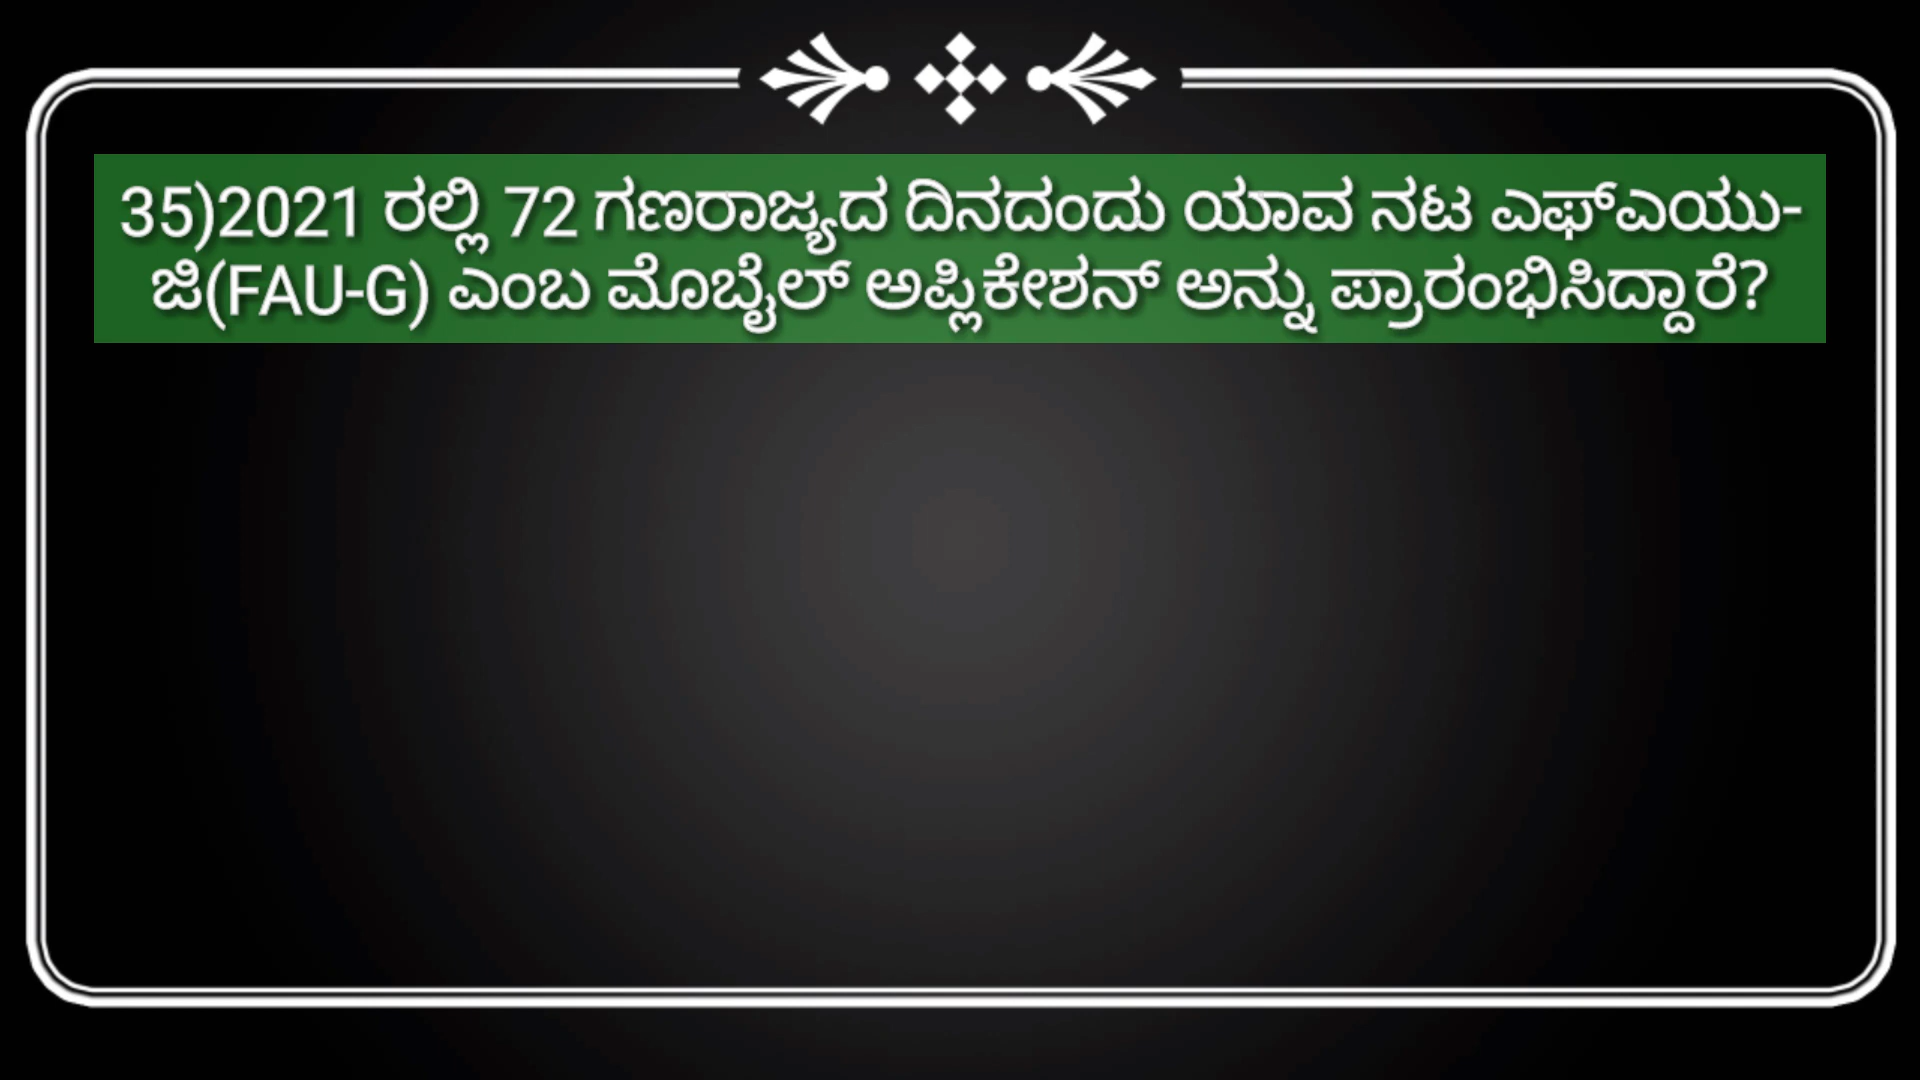 35)2021 ರಲ್ಲಿ 72 ಗಣರಾಜ್ಯದ ದಿನದಂದು ಯಾವ ನಟ ಎಫ್ಎಯು-
ಜಿ(FAU-G) ಎಂಬ ಮೊಬೈಲ್ ಅಪ್ಲಿಕೇಶನ್ ಅನ್ನು ಪ್ರಾರಂಭಿಸಿದ್ದಾರೆ?